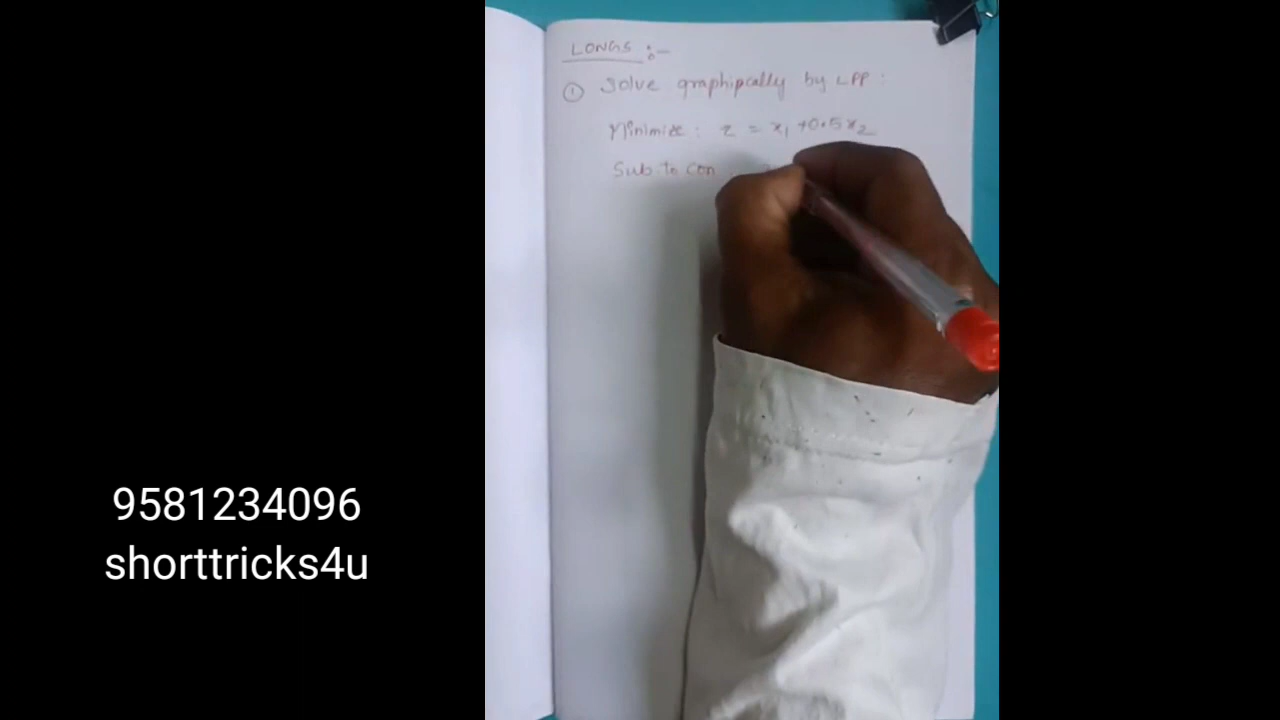 LONGS :-
① Solve graphically by LPP :
Minimize : z = x₁ + 0.5x₂
Sub to con :
9581234096
shorttricks4u